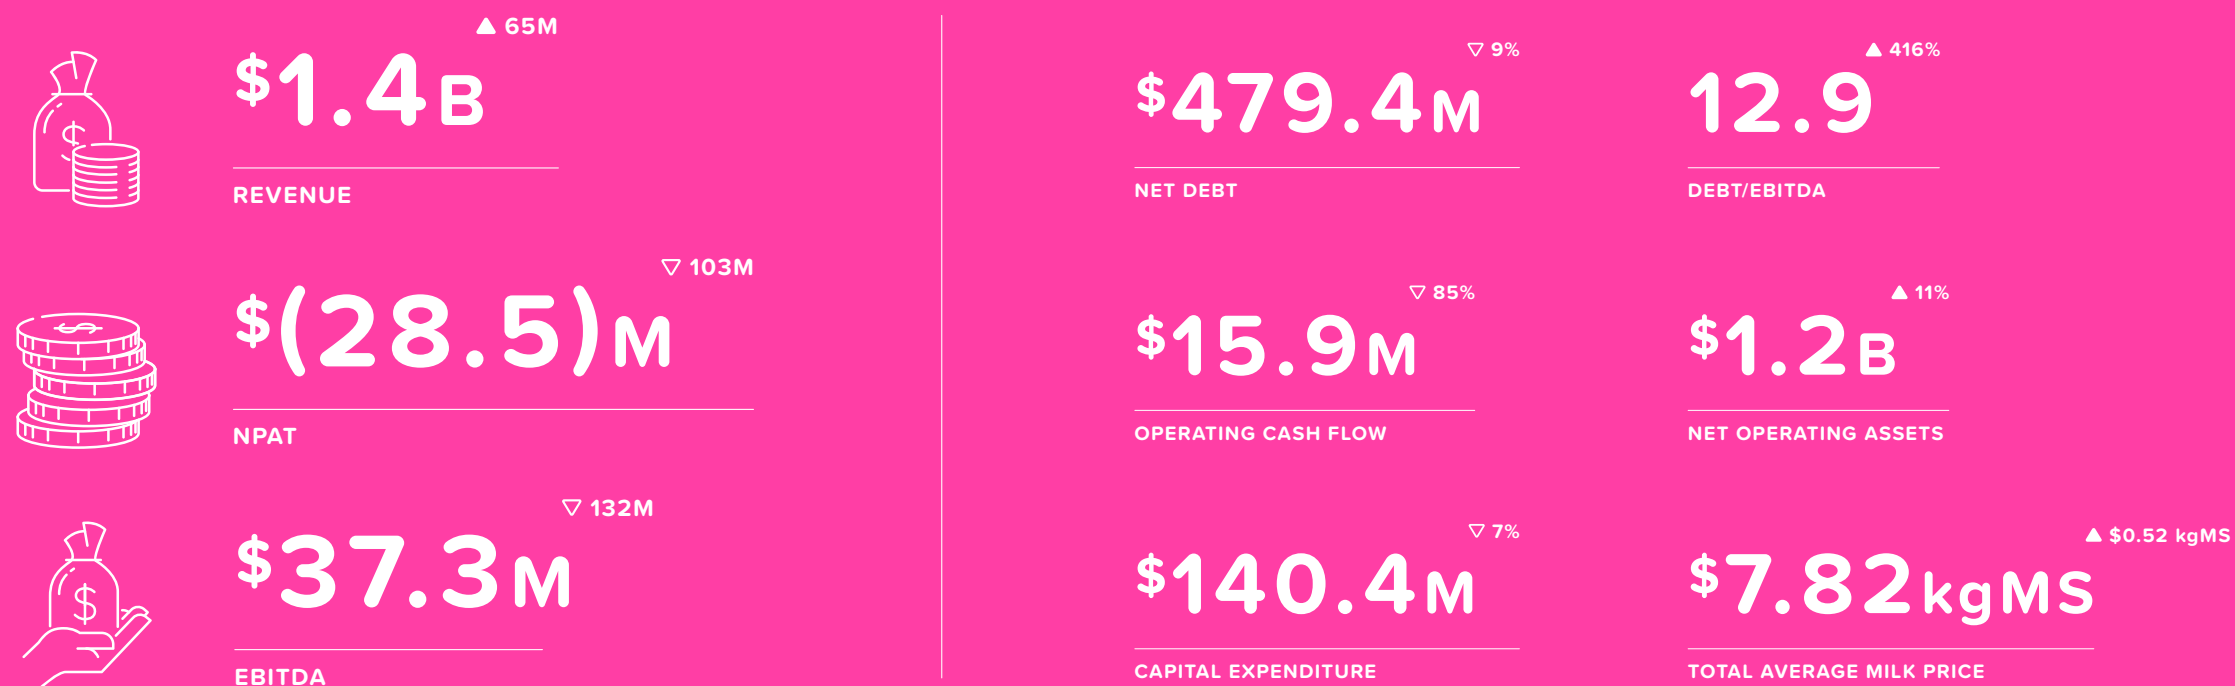 ▲ 65M
$1.4B
REVENUE
▽ 103M
$(28.5)M
NPAT
▽ 132M
$37.3M
EBITDA
▽ 9%
$479.4M
NET DEBT
▲ 416%
12.9
DEBT/EBITDA
▽ 85%
$15.9M
OPERATING CASH FLOW
▲ 11%
$1.2B
NET OPERATING ASSETS
▽ 7%
$140.4M
CAPITAL EXPENDITURE
▲ $0.52 kgMS
$7.82kgMS
TOTAL AVERAGE MILK PRICE